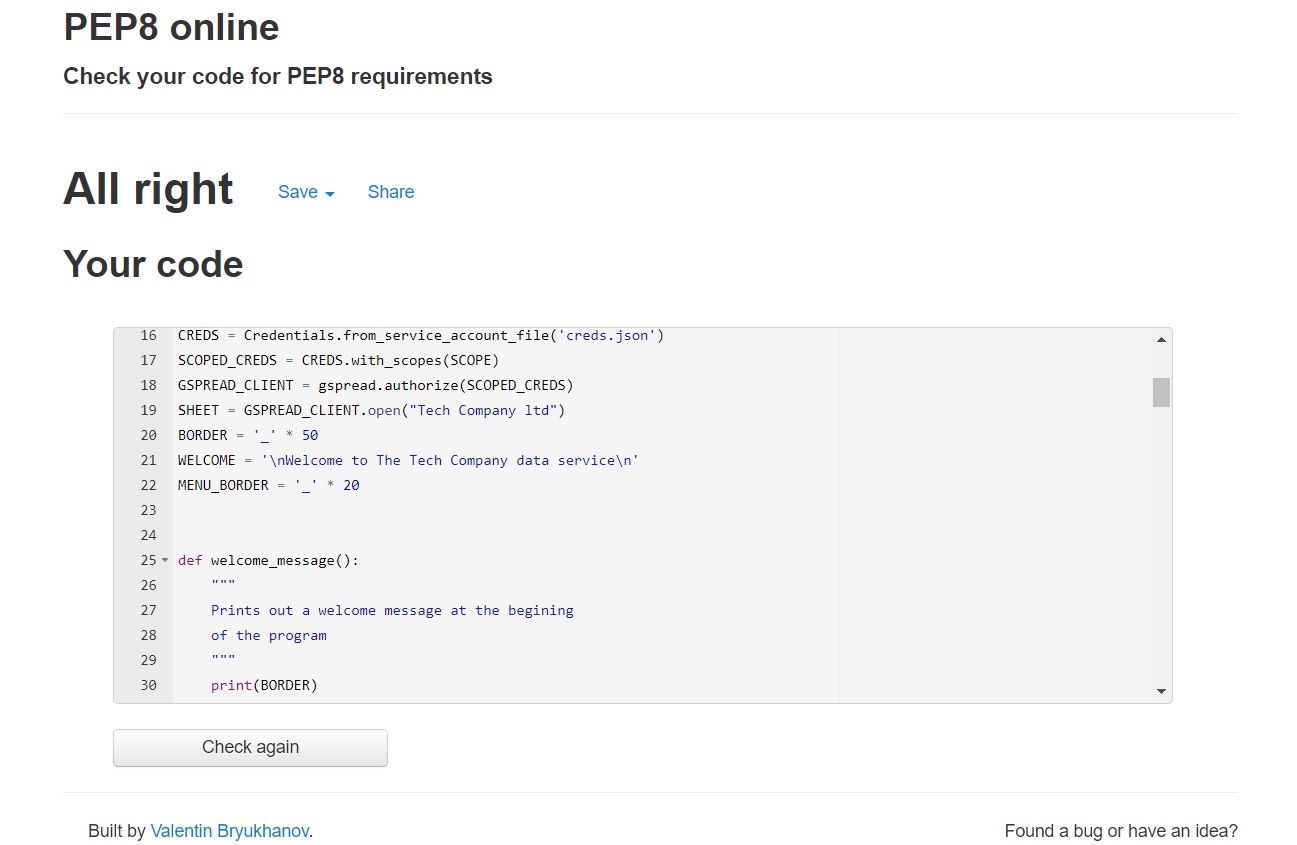 PEP8 online
Check your code for PEP8 requirements
All right Save Share
Your code
16 CREDS = Credentials.from_service_account_file('creds.json')
17 SCOPED_CREDS = CREDS.with_scopes(SCOPE)
18 GSPREAD_CLIENT = gspread.authorize(SCOPED_CREDS)
19 SHEET = GSPREAD_CLIENT.open("Tech Company ltd")
20 BORDER = '_' * 50
21 WELCOME = '\nWelcome to The Tech Company data service\n'
22 MENU_BORDER = '_' * 20
23
24
25 def welcome_message():
26 """
27 Prints out a welcome message at the begining
28 of the program
29 """
30 print(BORDER)
Check again
Built by Valentin Bryukhanov. Found a bug or have an idea?